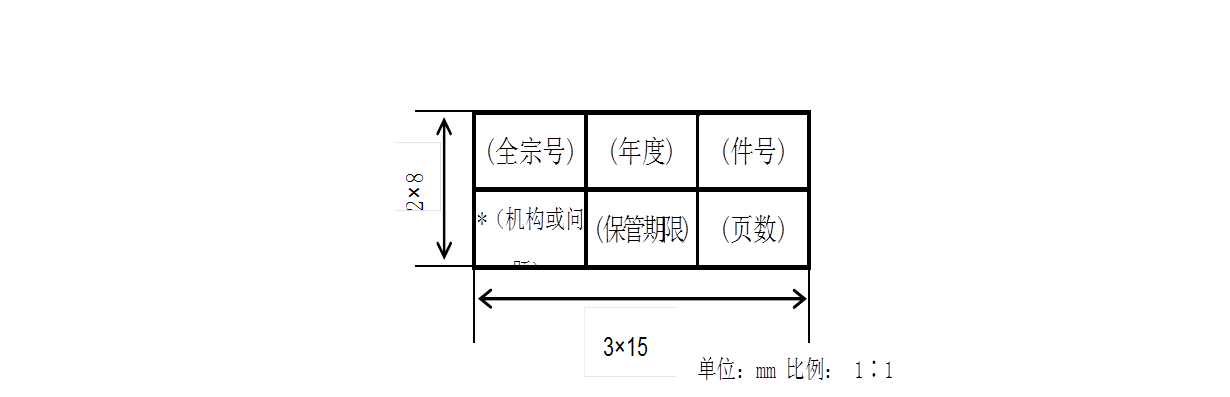 (全宗号) (年度) (件号)
2×8
*(机构或问 (保管期限) (页数)
3×15
单位：mm 比例： 1∶1